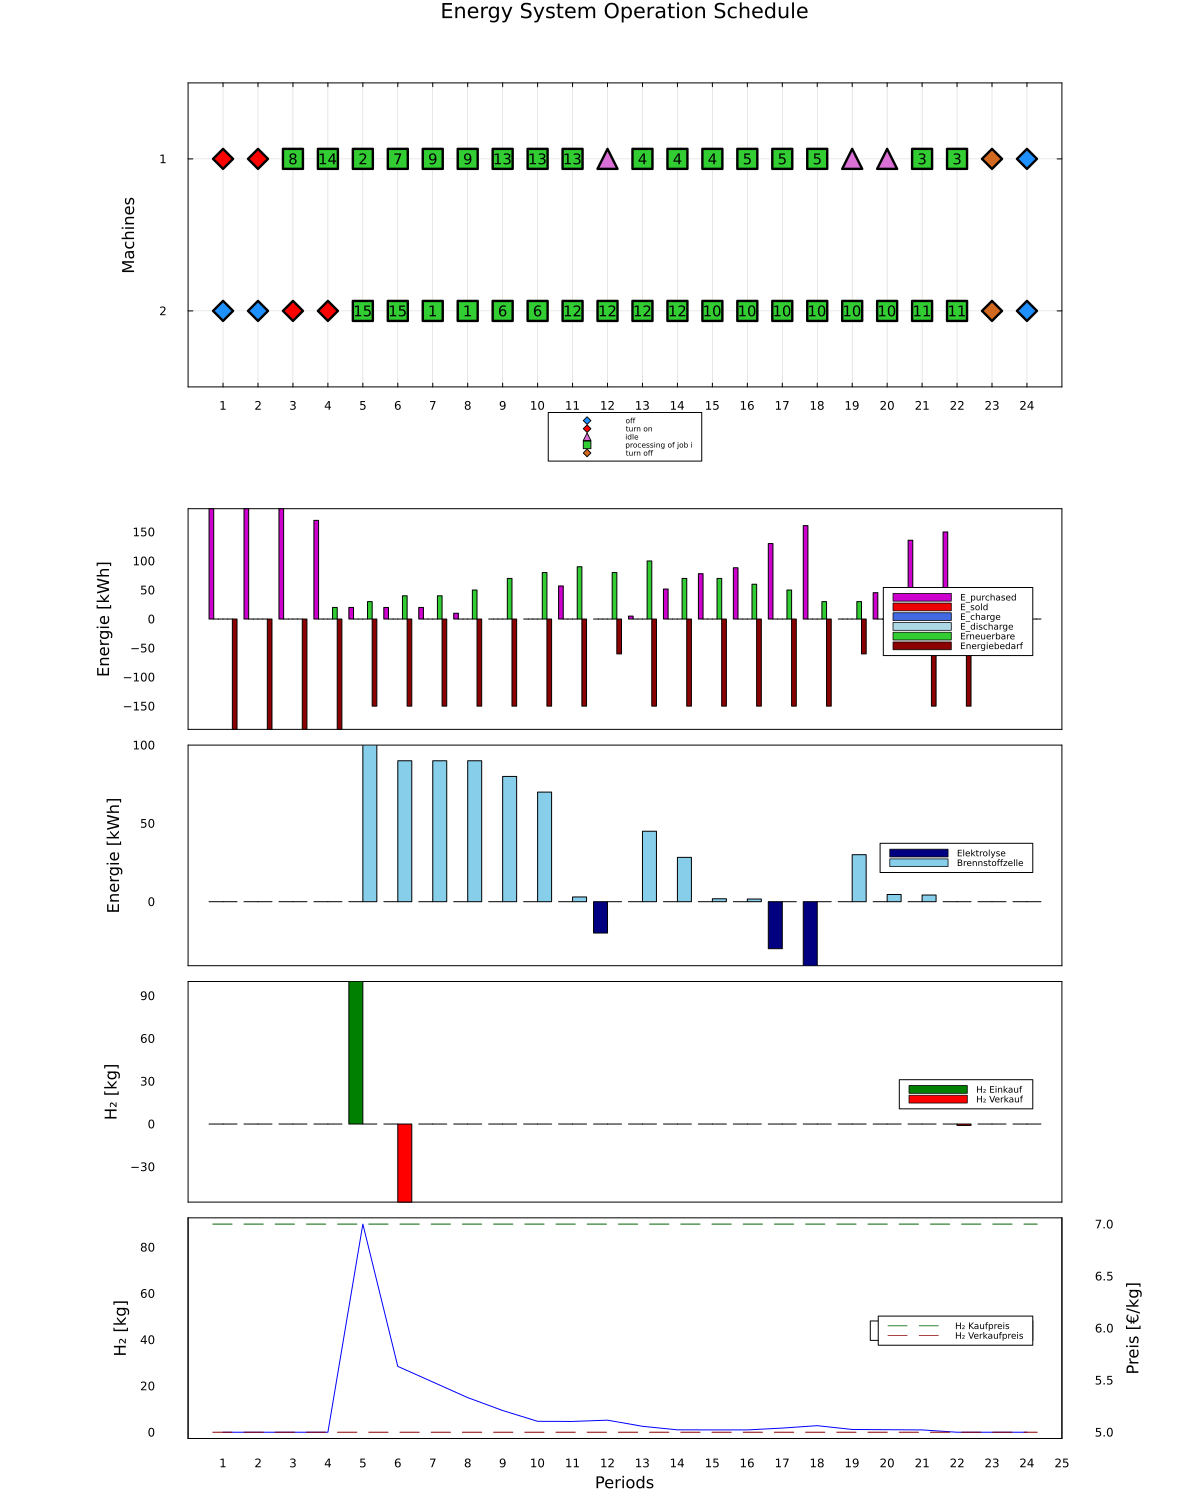 Energy System Operation Schedule
Machines
1
8 14 2 7 9 9 13 13 13 4 4 4 5 5 5 3 3
2
15 15 1 1 6 6 12 12 12 12 10 10 10 10 10 10 11 11
1 2 3 4 5 6 7 8 9 10 11 12 13 14 15 16 17 18 19 20 21 22 23 24
off
turn on
idle
processing of job i
turn off
Energie [kWh]
150
100
50
0
−50
−100
−150
E_purchased
E_sold
E_charge
E_discharge
Erneuerbare
Energiebedarf
Energie [kWh]
100
50
0
Elektrolyse
Brennstoffzelle
H₂ [kg]
90
60
30
0
−30
H₂ Einkauf
H₂ Verkauf
H₂ [kg]
80
60
40
20
0
H₂ Kaufpreis
H₂ Verkaufpreis
7.0
6.5
6.0
5.5
5.0
Preis [€/kg]
1 2 3 4 5 6 7 8 9 10 11 12 13 14 15 16 17 18 19 20 21 22 23 24 25
Periods